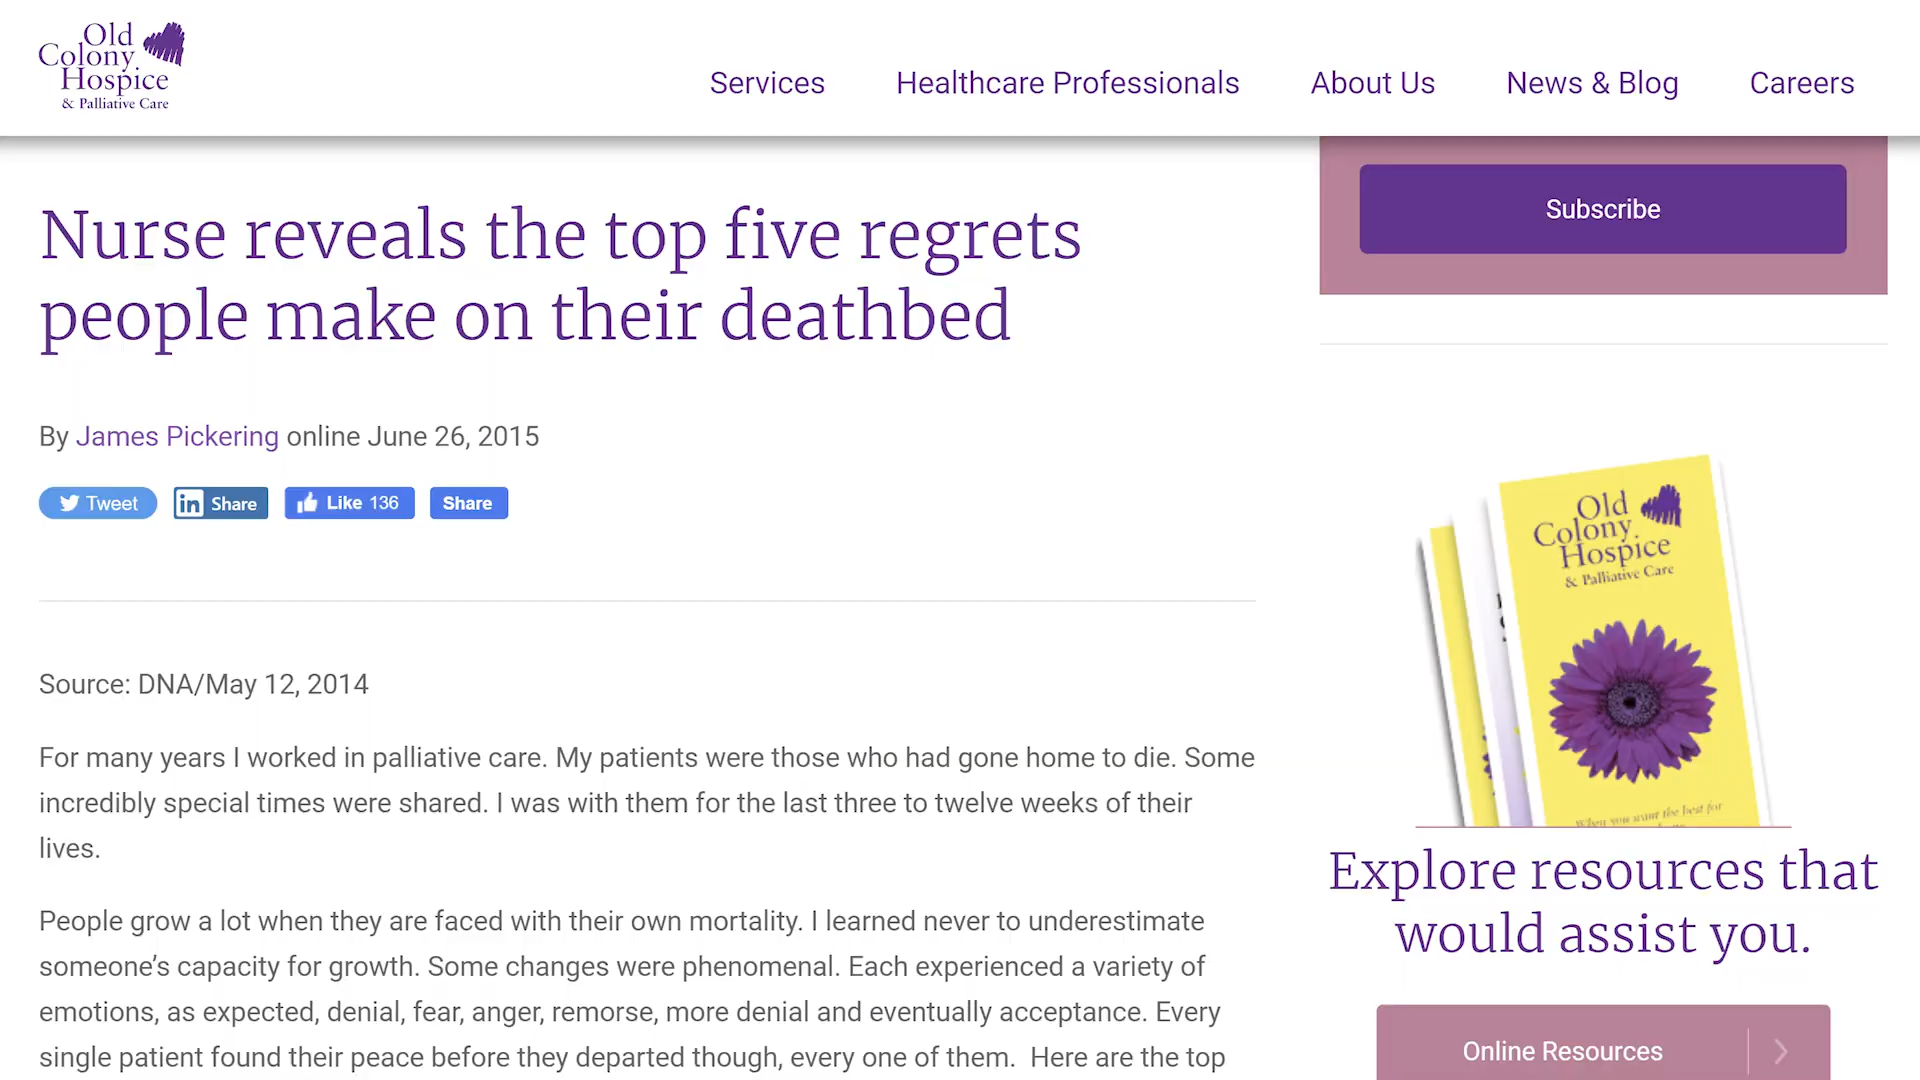 Old
Colony
Hospice
& Palliative Care
Services
Healthcare Professionals
About Us
News & Blog
Careers
Subscribe
Nurse reveals the top five regrets
people make on their deathbed
By James Pickering online June 26, 2015
Tweet
in Share
Like 136
Share
Source: DNA/May 12, 2014
For many years I worked in palliative care. My patients were those who had gone home to die. Some
incredibly special times were shared. I was with them for the last three to twelve weeks of their
lives.
People grow a lot when they are faced with their own mortality. I learned never to underestimate
someone’s capacity for growth. Some changes were phenomenal. Each experienced a variety of
emotions, as expected, denial, fear, anger, remorse, more denial and eventually acceptance. Every
single patient found their peace before they departed though, every one of them. Here are the top
Old
Colony
Hospice
& Palliative Care
When you want the best for
Explore resources that
would assist you.
Online Resources